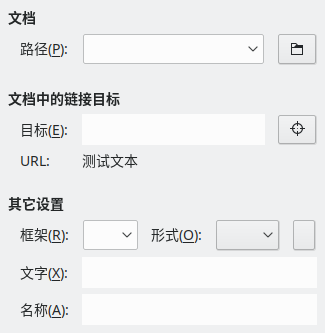 文档
路径(P):
文档中的链接目标
目标(E):
URL: 测试文本
其它设置
框架(R): 形式(O):
文字(X):
名称(A):